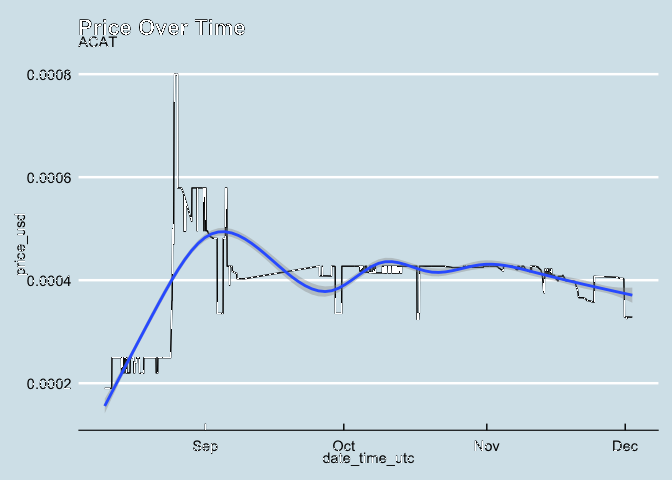 Price Over Time
ACAT
0.0008
0.0006
0.0004
0.0002
price_usd
Sep Oct Nov Dec
date_time_utc